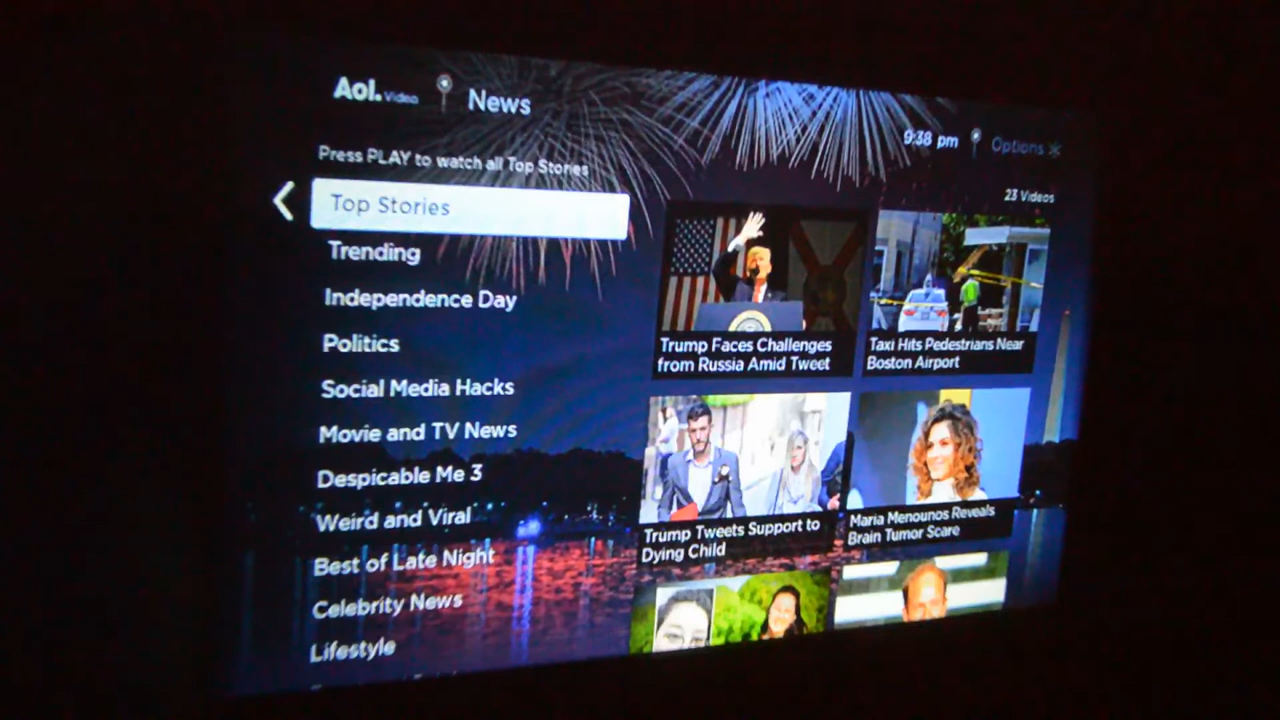 Aol. Video
News
9:38 pm
Options
Press PLAY to watch all Top Stories
23 Videos
Top Stories
Trending
Independence Day
Politics
Social Media Hacks
Movie and TV News
Despicable Me 3
Weird and Viral
Best of Late Night
Celebrity News
Lifestyle
Trump Faces Challenges
from Russia Amid Tweet
Taxi Hits Pedestrians Near
Boston Airport
Trump Tweets Support to
Dying Child
Maria Menounos Reveals
Brain Tumor Scare